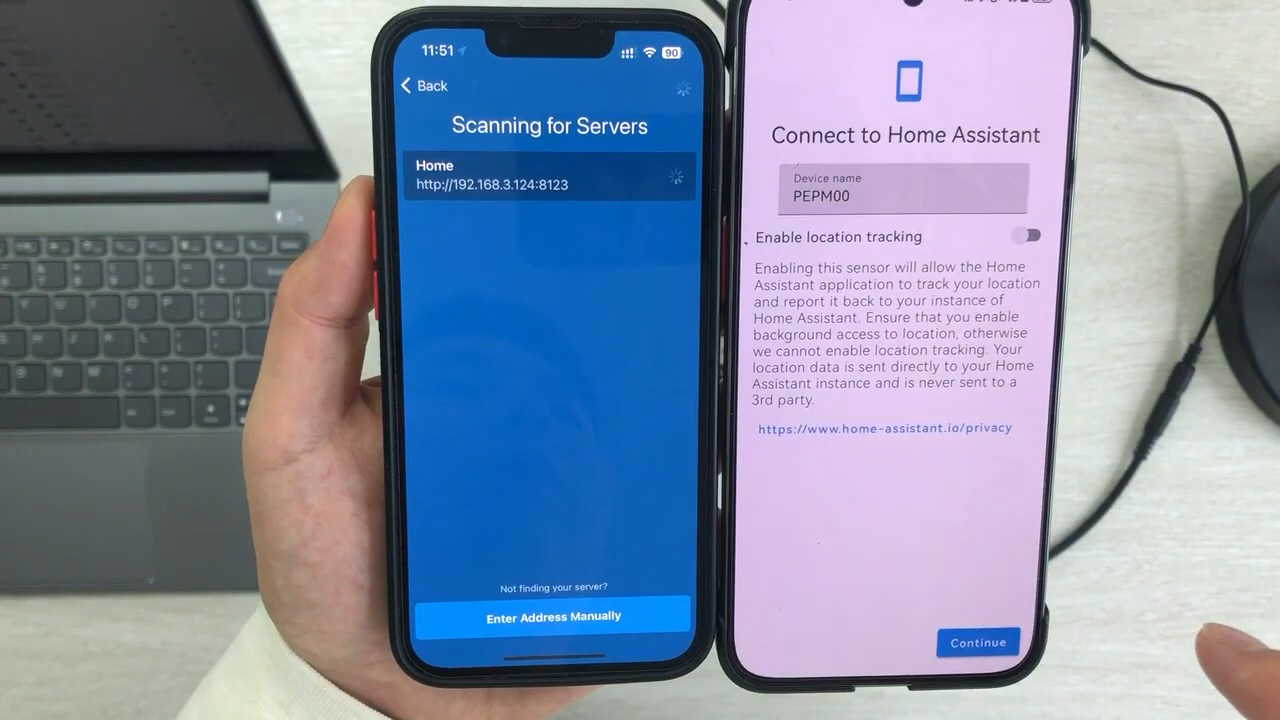 11:51
90
Back
Scanning for Servers
Home
http://192.168.3.124:8123
Not finding your server?
Enter Address Manually
Connect to Home Assistant
Device name
PEPM00
Enable location tracking
Enabling this sensor will allow the Home
Assistant application to track your location
and report it back to your instance of
Home Assistant. Ensure that you enable
background access to location, otherwise
we cannot enable location tracking. Your
location data is sent directly to your Home
Assistant instance and is never sent to a
3rd party.
https://www.home-assistant.io/privacy
Continue